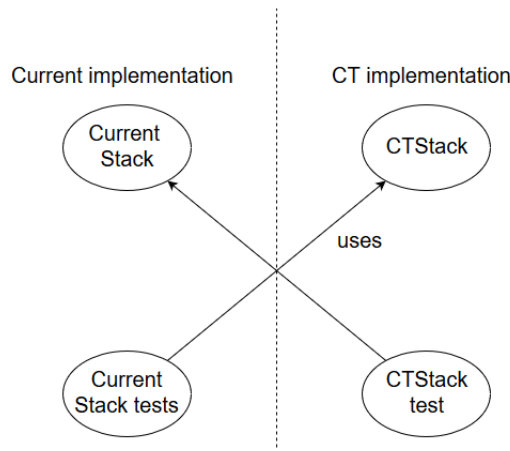 Current implementation
CT implementation
Current
Stack
CTStack
uses
Current
Stack tests
CTStack
test